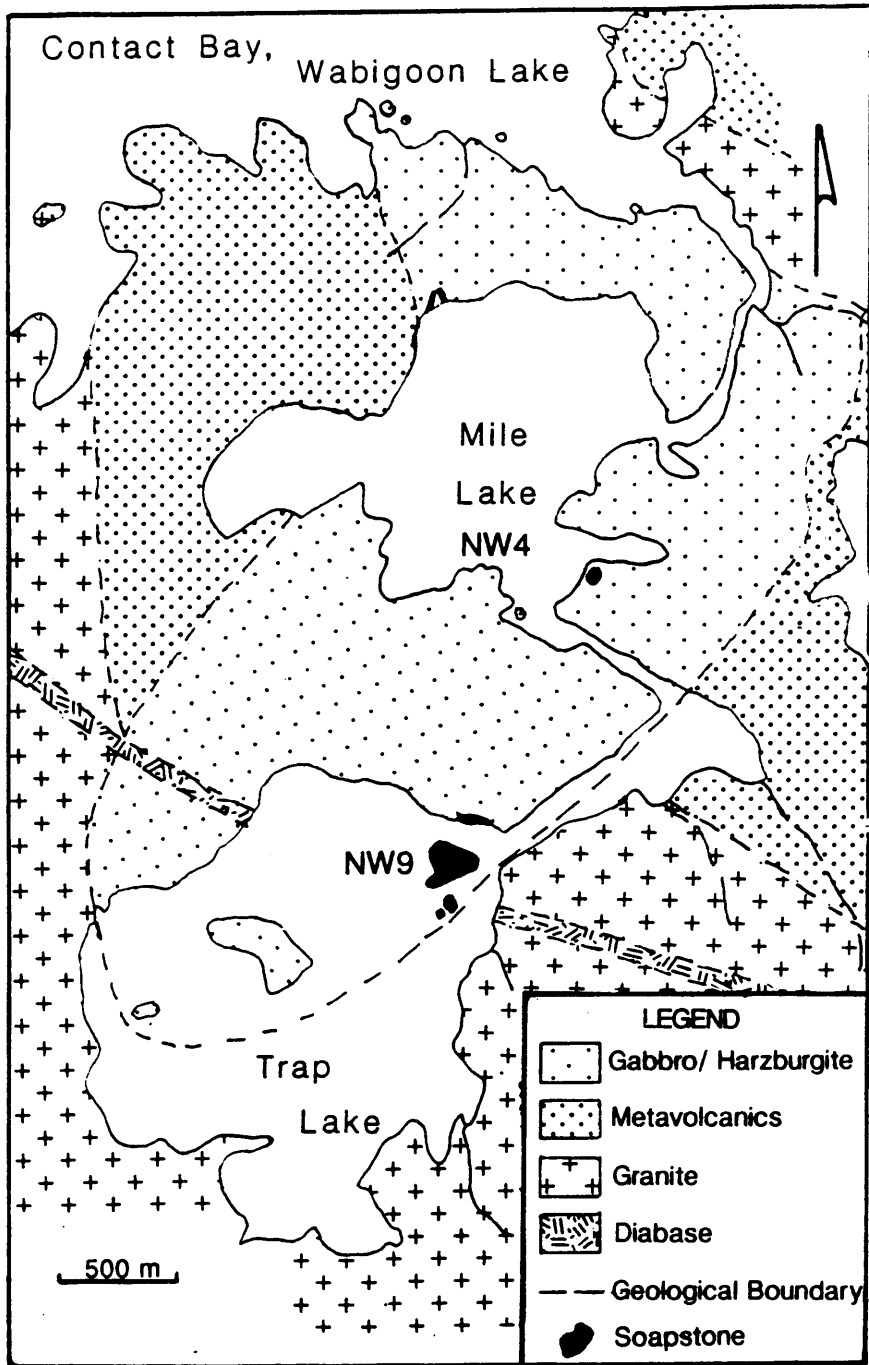 Contact Bay,
Wabigoon Lake
Mile
Lake
NW4
NW9
Trap
Lake
500 m
LEGEND
Gabbro/ Harzburgite
Metavolcanics
Granite
Diabase
Geological Boundary
Soapstone